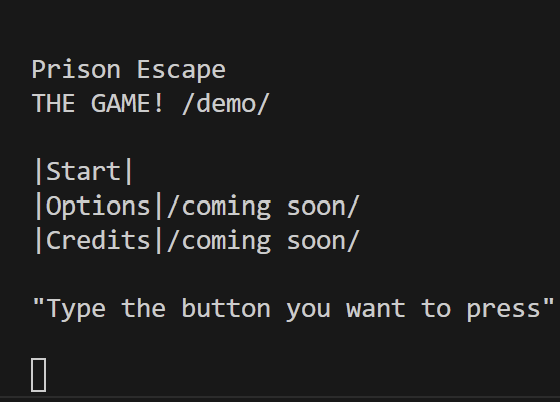 Prison Escape
THE GAME! /demo/
|Start|
|Options|/coming soon/
|Credits|/coming soon/
"Type the button you want to press"